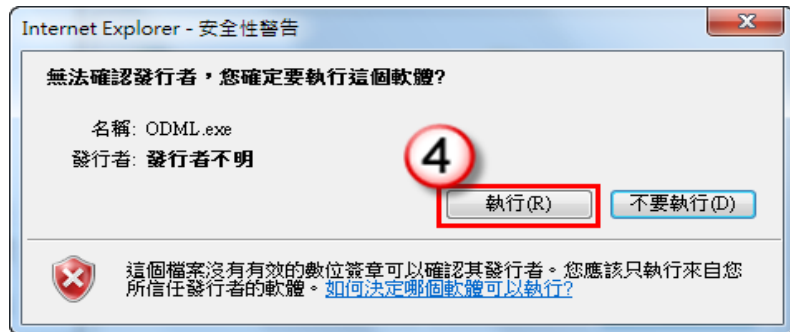 Internet Explorer - 安全性警告
無法確認發行者，您確定要執行這個軟體?
名稱: ODML.exe
發行者: 發行者不明
4
執行(R)
不要執行(D)
這個檔案沒有有效的數位簽章可以確認其發行者。您應該只執行來自您
所信任發行者的軟體。如何決定哪個軟體可以執行?